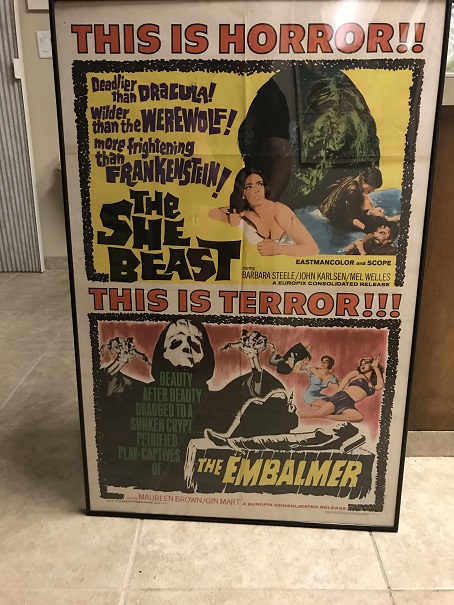 THIS IS HORROR!!
Deadlier
than DRACULA!
Wilder
than the WEREWOLF!
more frightening
than
FRANKENSTEIN!
THE
SHE
BEAST
EASTMANCOLOR and SCOPE
starring
BARBARA STEELE/JOHN KARLSEN/MEL WELLES
A EUROPIX CONSOLIDATED RELEASE
THIS IS TERROR!!!
BEAUTY
AFTER BEAUTY
DRAGGED TO A
SUNKEN CRYPT
PETRIFIED
PLAY-CAPTIVES
OF
THE EMBALMER
MAUREEN BROWN/GIN MART
A EUROPIX CONSOLIDATED RELEASE